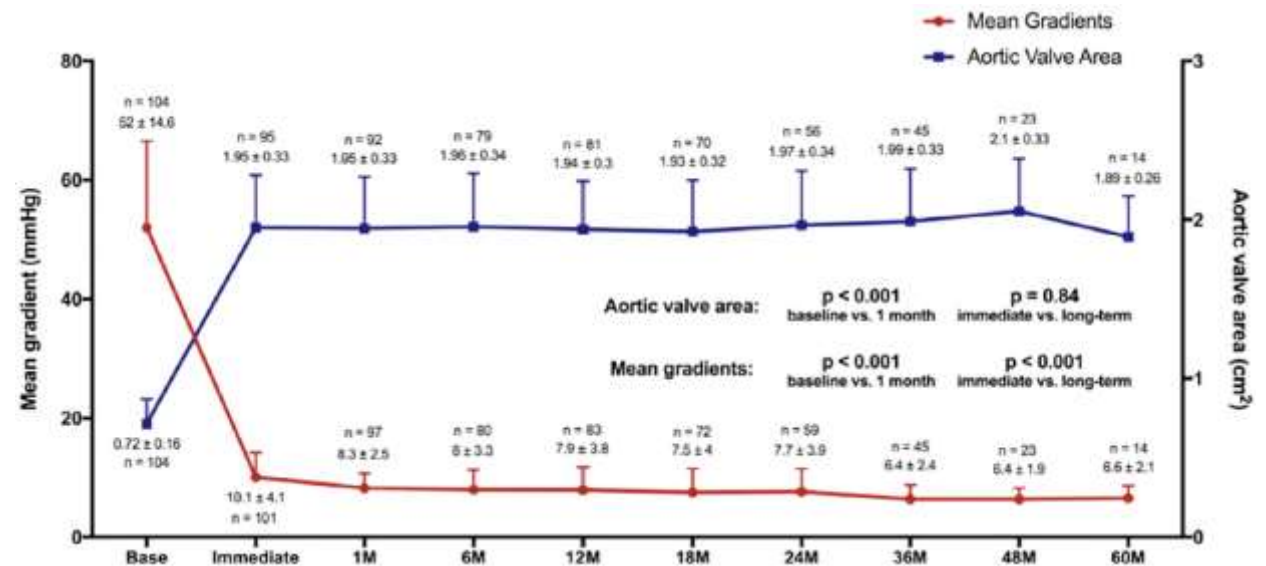 Mean Gradients
Aortic Valve Area
80
60
40
20
0
Mean gradient (mmHg)
3
2
1
0
Aortic valve area (cm²)
n = 104
52 ± 14.6
n = 95
1.95 ± 0.33
n = 92
1.95 ± 0.33
n = 79
1.96 ± 0.34
n = 81
1.94 ± 0.3
n = 70
1.93 ± 0.32
n = 56
1.97 ± 0.34
n = 45
1.99 ± 0.33
n = 23
2.1 ± 0.33
n = 14
1.89 ± 0.26
Aortic valve area:
p < 0.001
baseline vs. 1 month
p = 0.84
immediate vs. long-term
Mean gradients:
p < 0.001
baseline vs. 1 month
p < 0.001
immediate vs. long-term
0.72 ± 0.16
n = 104
10.1 ± 4.1
n = 101
n = 97
8.3 ± 2.5
n = 80
8 ± 3.3
n = 83
7.9 ± 3.8
n = 72
7.5 ± 4
n = 59
7.7 ± 3.9
n = 45
6.4 ± 2.4
n = 23
6.4 ± 1.9
n = 14
6.6 ± 2.1
Base Immediate 1M 6M 12M 18M 24M 36M 48M 60M